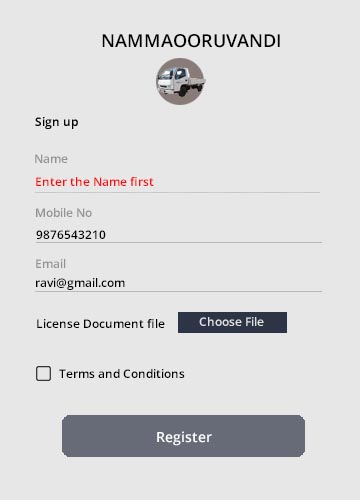 NAMMAOORUVANDI
Sign up
Name
Enter the Name first
Mobile No
9876543210
Email
ravi@gmail.com
License Document file
Choose File
Terms and Conditions
Register